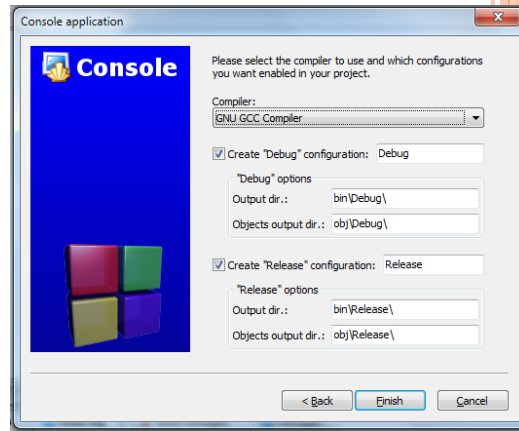 Console application
Console
Please select the compiler to use and which configurations
you want enabled in your project.
Compiler:
GNU GCC Compiler
Create "Debug" configuration: Debug
"Debug" options
Output dir.: bin\Debug\
Objects output dir.: obj\Debug\
Create "Release" configuration: Release
"Release" options
Output dir.: bin\Release\
Objects output dir.: obj\Release\
< Back Finish Cancel